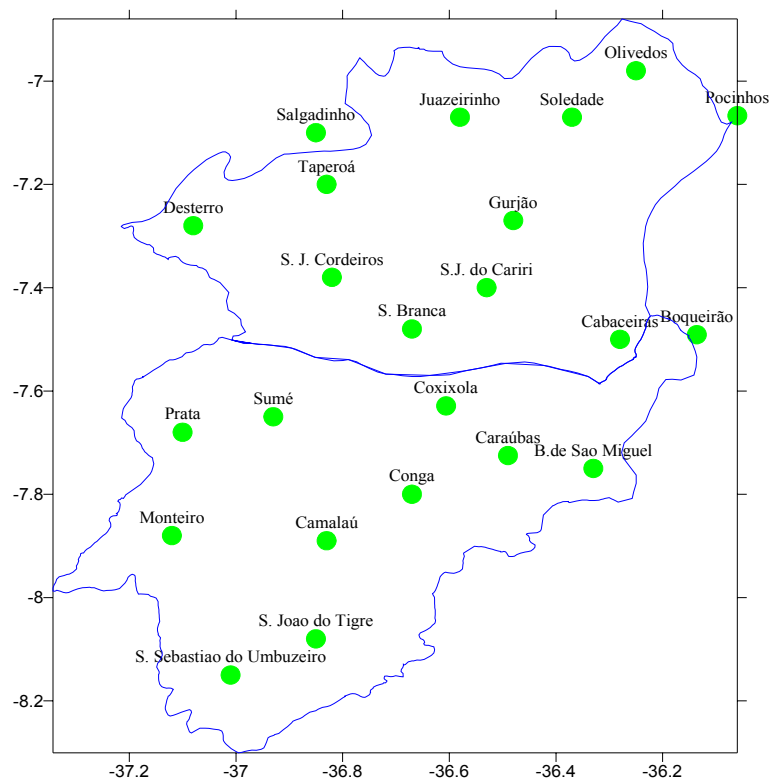 Olivedos
-7
Pocinhos
Juazeirinho
Soledade
Salgadinho
Taperoá
-7.2
Desterro
Gurjão
S. J. Cordeiros
S.J. do Cariri
-7.4
S. Branca
Cabaceiras
Boqueirão
-7.6
Coxixola
Sumé
Prata
Caraúbas
B.de Sao Miguel
Conga
-7.8
Monteiro
Camalaú
-8
S. Joao do Tigre
S. Sebastiao do Umbuzeiro
-8.2
-37.2
-37
-36.8
-36.6
-36.4
-36.2